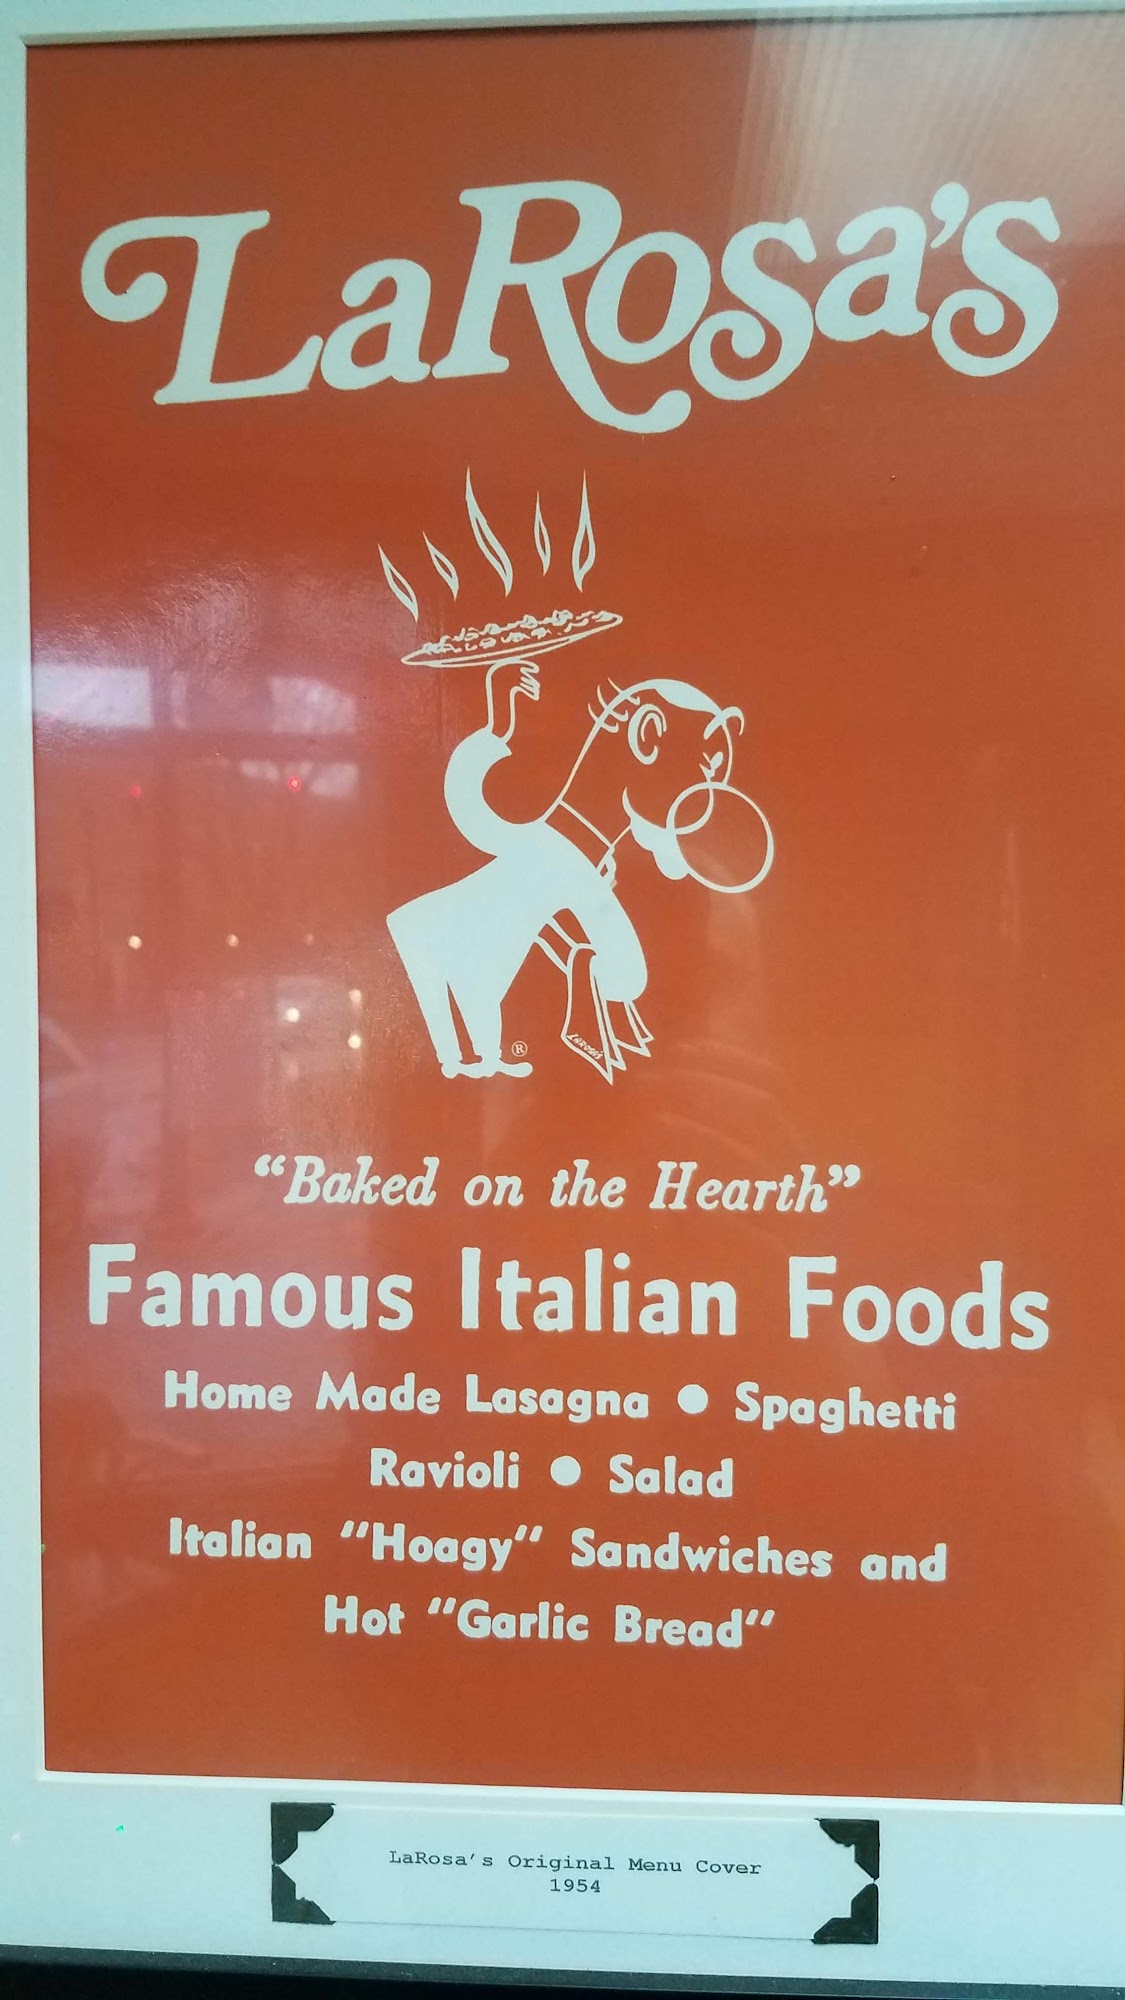 LaRosa's
LAROSA'S
®
“Baked on the Hearth”
Famous Italian Foods
Home Made Lasagna ● Spaghetti
Ravioli ● Salad
Italian "Hoagy" Sandwiches and
Hot "Garlic Bread"
LaRosa's Original Menu Cover
1954